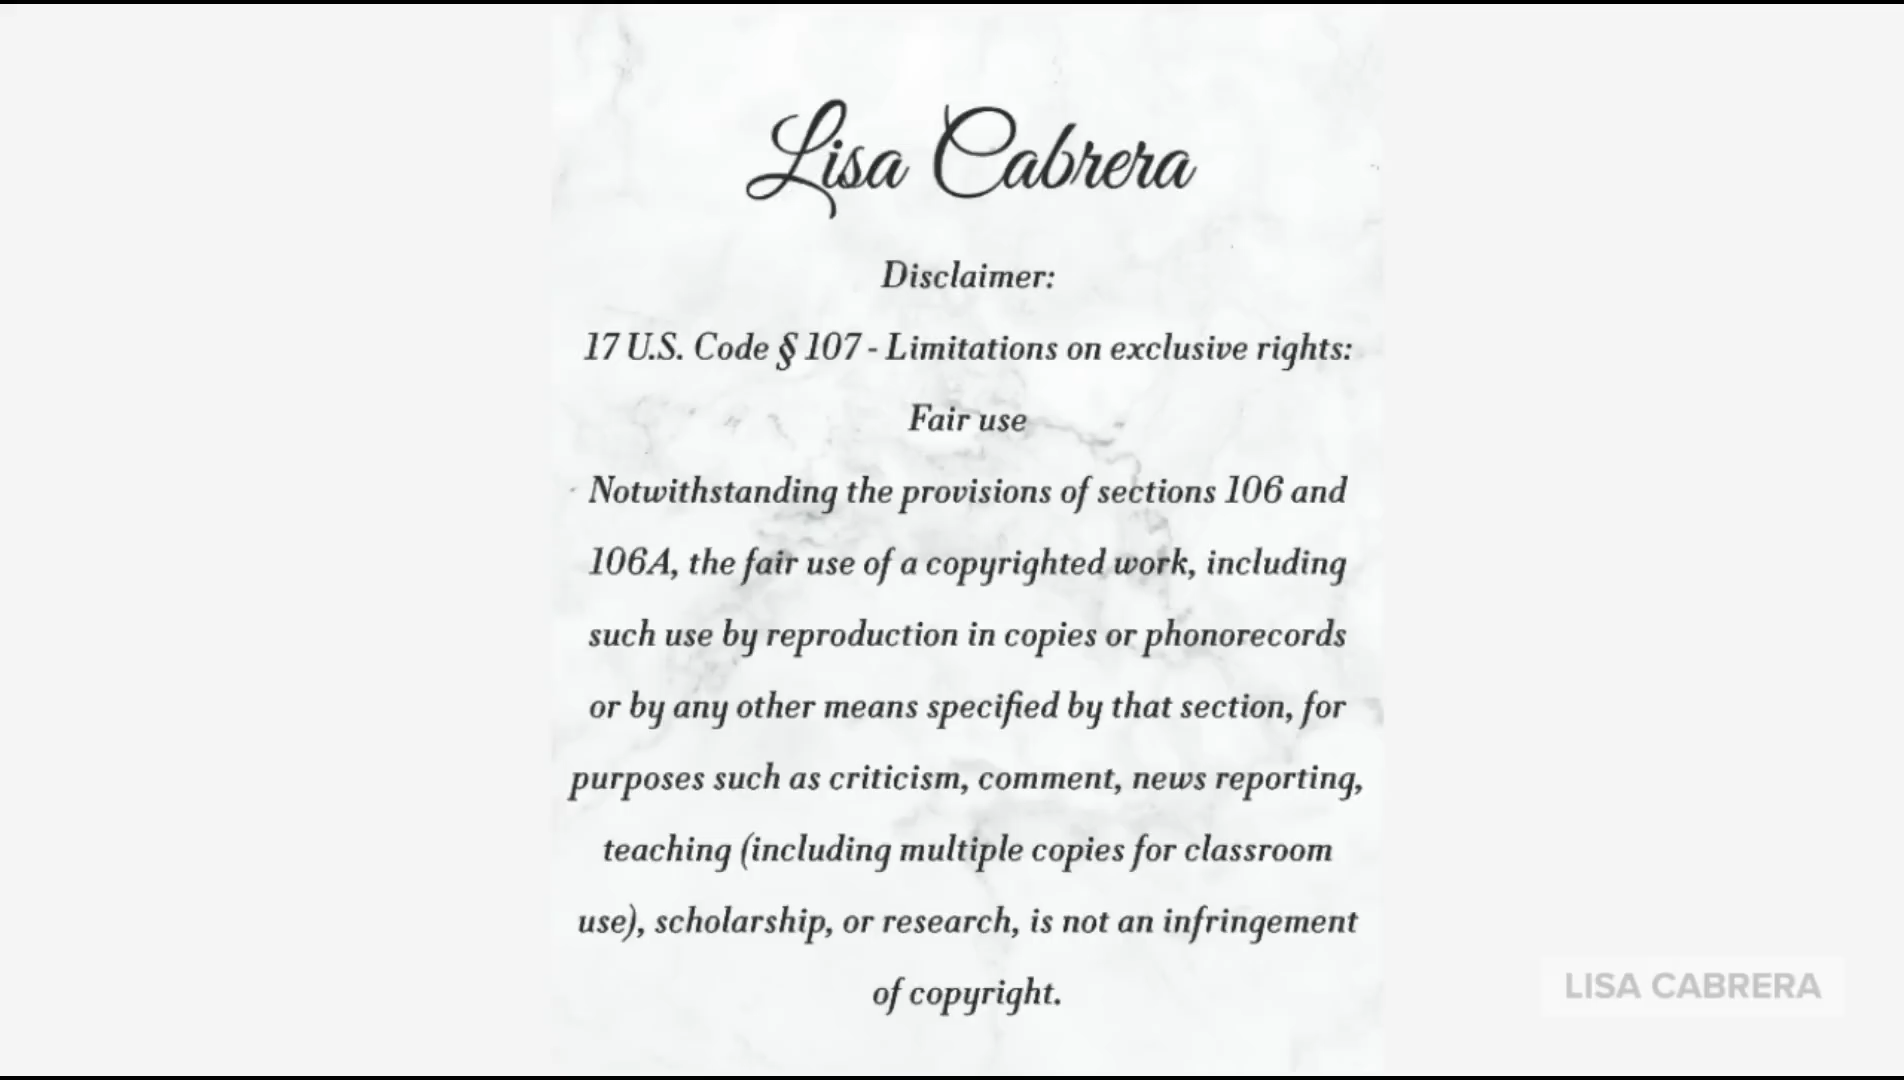 Lisa Cabrera
Disclaimer:
17 U.S. Code § 107 - Limitations on exclusive rights:
Fair use
Notwithstanding the provisions of sections 106 and
106A, the fair use of a copyrighted work, including
such use by reproduction in copies or phonorecords
or by any other means specified by that section, for
purposes such as criticism, comment, news reporting,
teaching (including multiple copies for classroom
use), scholarship, or research, is not an infringement
of copyright.
LISA CABRERA